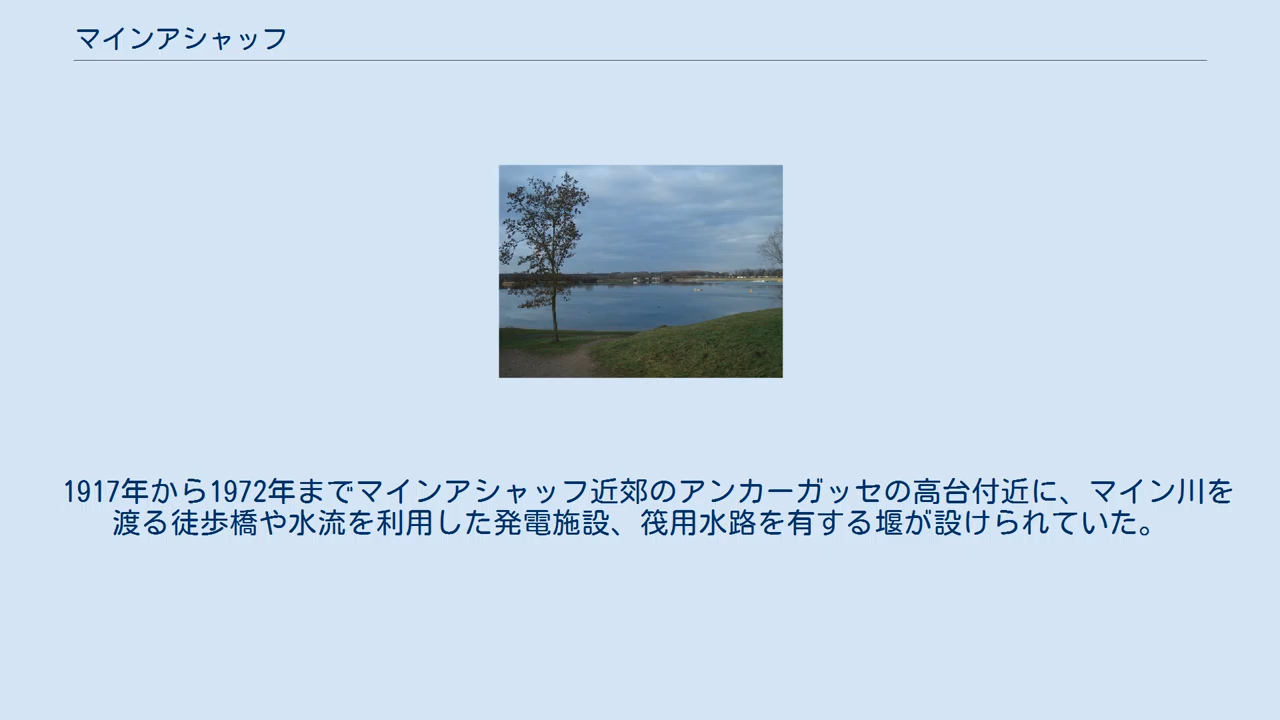 マインアシャッフ
1917年から1972年までマインアシャッフ近郊のアンカーガッセの高台付近に、マイン川を
渡る徒歩橋や水流を利用した発電施設、筏用水路を有する堰が設けられていた。